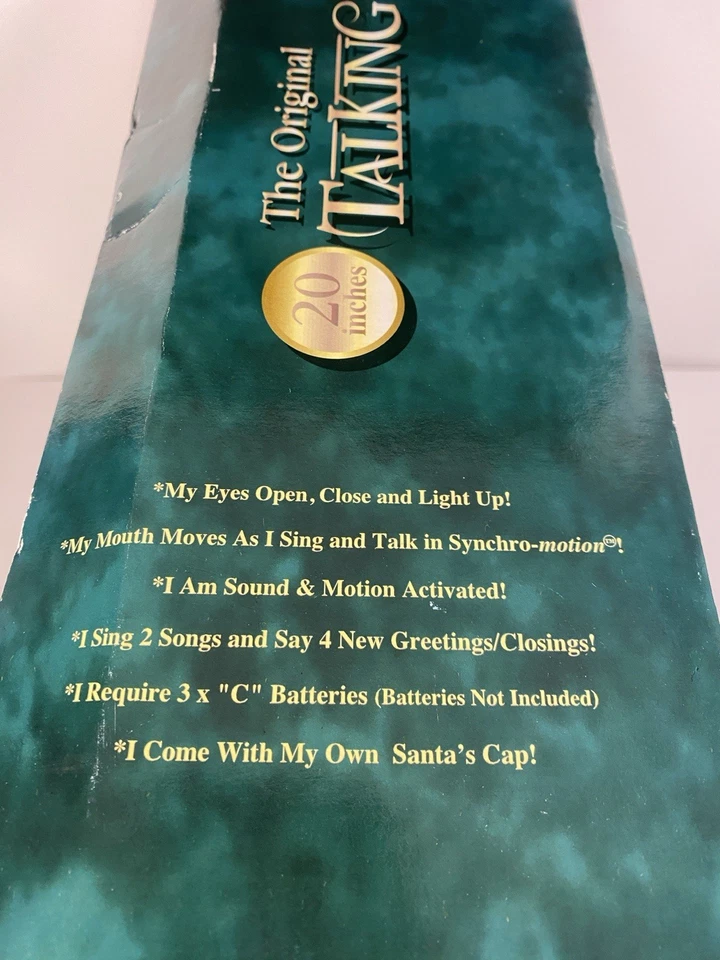 The Original
TALKING
20
inches
*My Eyes Open, Close and Light Up!
*My Mouth Moves As I Sing and Talk in Synchro-motion™!
*I Am Sound & Motion Activated!
*I Sing 2 Songs and Say 4 New Greetings/Closings!
*I Require 3 x "C" Batteries (Batteries Not Included)
*I Come With My Own Santa's Cap!